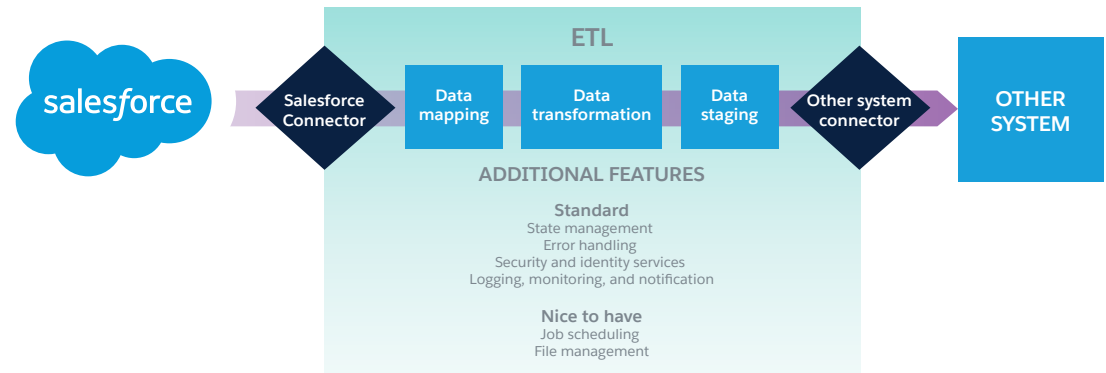 ETL
salesforce
Salesforce
Connector
Data
mapping
Data
transformation
Data
staging
Other system
connector
OTHER
SYSTEM
ADDITIONAL FEATURES
Standard
State management
Error handling
Security and identity services
Logging, monitoring, and notification
Nice to have
Job scheduling
File management